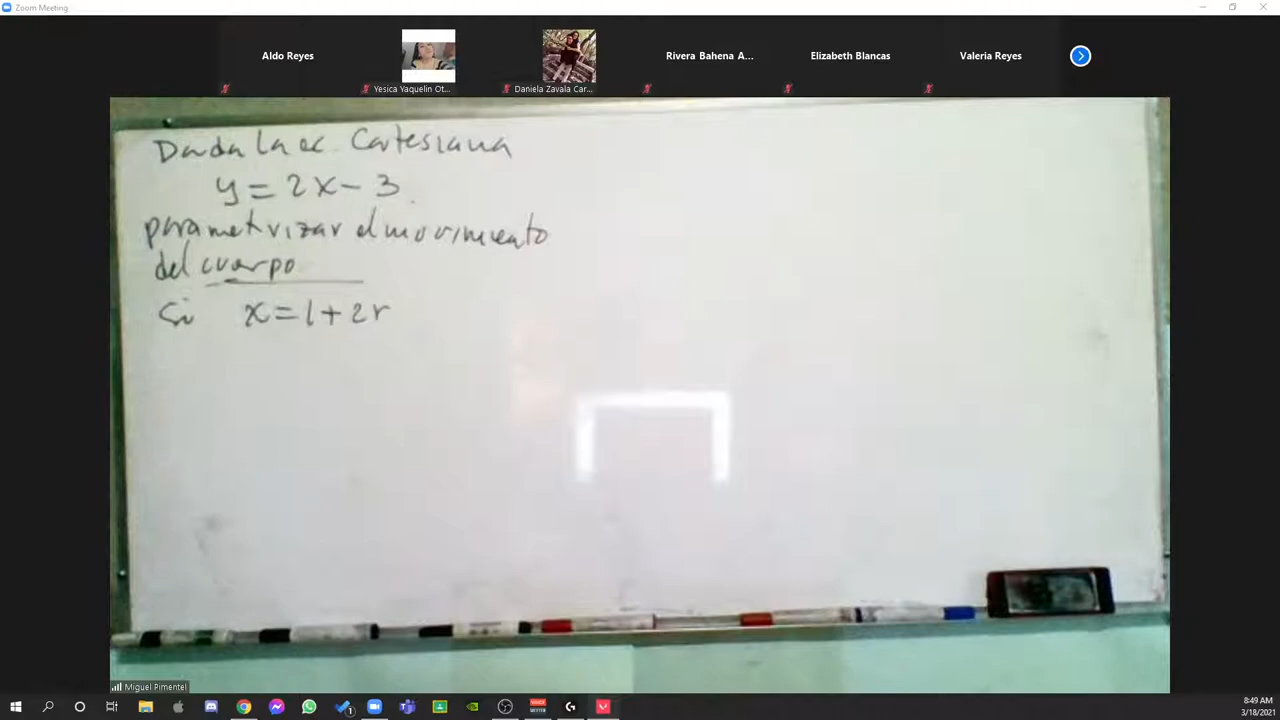 Zoom Meeting
Aldo Reyes
Yesica Yaquelin Ot...
Daniela Zavala Car...
Rivera Bahena A...
Elizabeth Blancas
Valeria Reyes
Dada la ec Cartesiana
y = 2x - 3
parametrizar el movimiento
del cuerpo
Si x = 1 + 2r
Miguel Pimentel
8:49 AM
3/18/2021